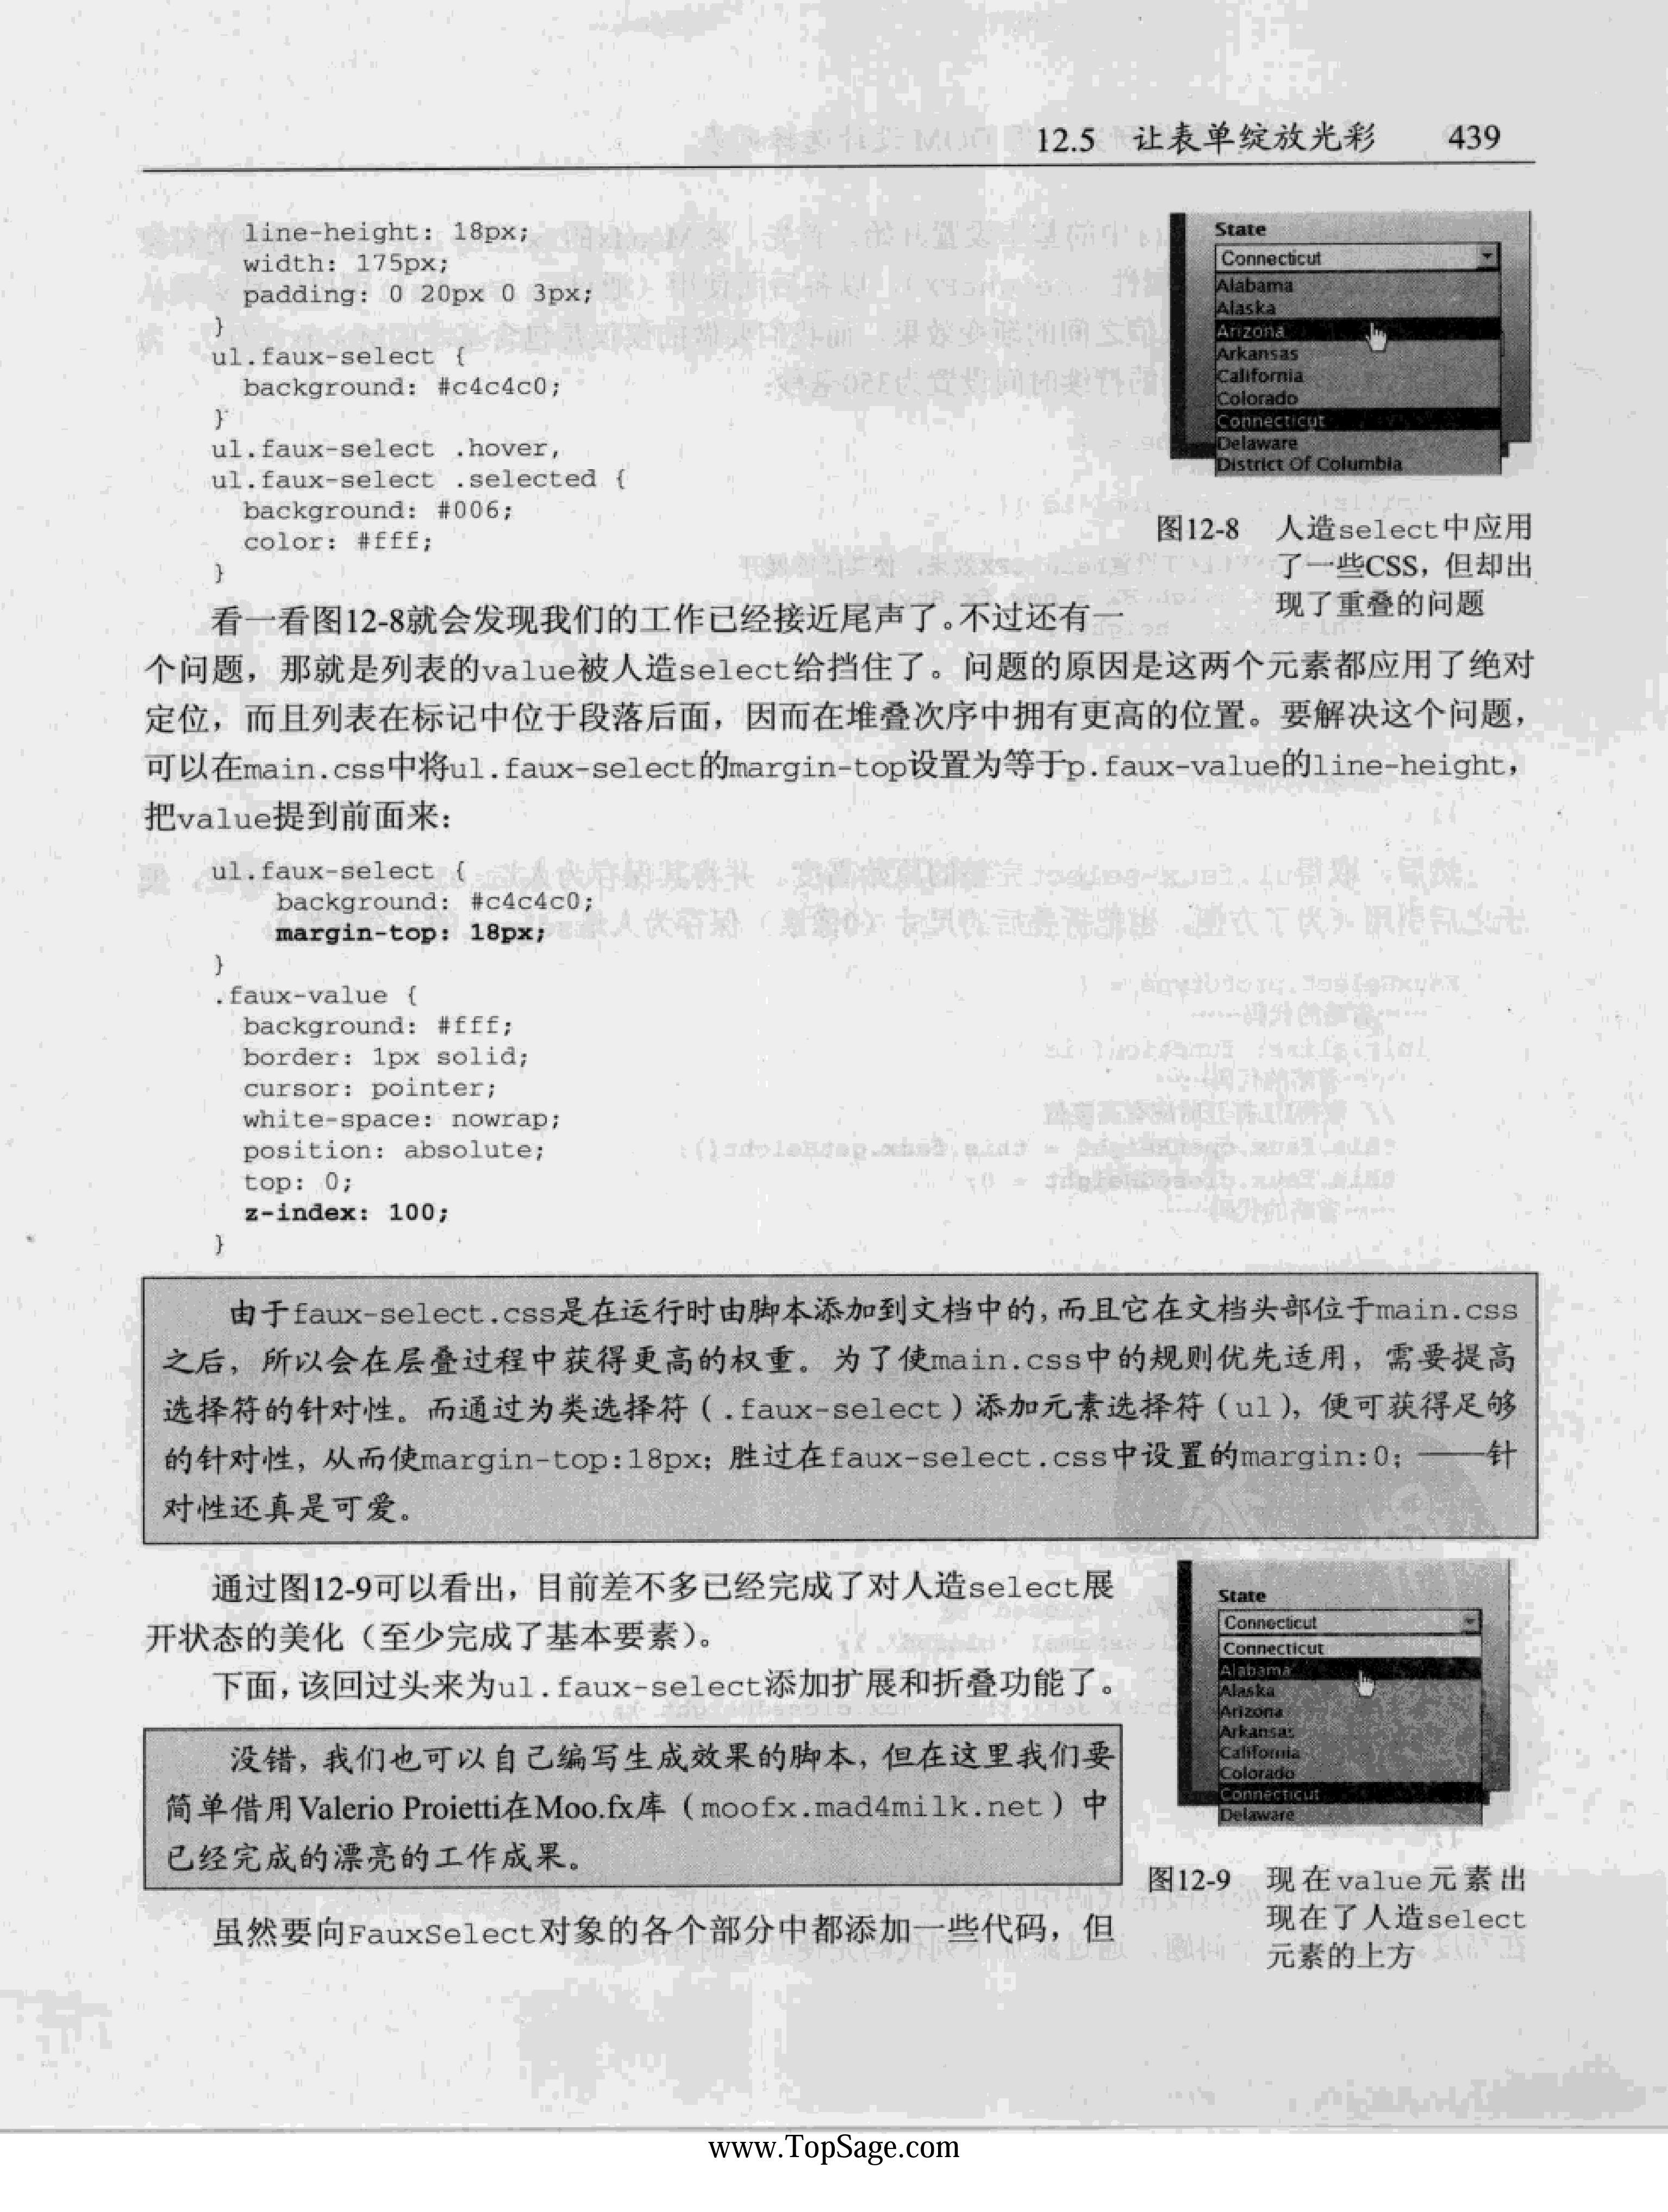 12.5 让表单绽放光彩 439
line-height: 18px;
width: 175px;
padding: 0 20px 0 3px;
}
ul.faux-select {
background: #c4c4c0;
}
ul.faux-select .hover,
ul.faux-select .selected {
background: #006;
color: #fff;
}
State
Connecticut
Alabama
Alaska
Arizona
Arkansas
California
Colorado
Connecticut
Delaware
District Of Columbia
图12-8 人造select中应用
了一些CSS，但却出
现了重叠的问题
看一看图12-8就会发现我们的工作已经接近尾声了。不过还有一
个问题，那就是列表的value被人造select给挡住了。问题的原因是这两个元素都应用了绝对
定位，而且列表在标记中位于段落后面，因而在堆叠次序中拥有更高的位置。要解决这个问题，
可以在main.css中将ul.faux-select的margin-top设置为等于p.faux-value的line-height，
把value提到前面来：
ul.faux-select {
background: #c4c4c0;
margin-top: 18px;
}
.faux-value {
background: #fff;
border: 1px solid;
cursor: pointer;
white-space: nowrap;
position: absolute;
top: 0;
z-index: 100;
}
由于faux-select.css是在运行时由脚本添加到文档中的，而且它在文档头部位于main.css
之后，所以会在层叠过程中获得更高的权重。为了使main.css中的规则优先适用，需要提高
选择符的针对性。而通过为类选择符（.faux-select）添加元素选择符（ul），便可获得足够
的针对性，从而使margin-top:18px; 胜过在faux-select.css中设置的margin:0; ——针
对性还真是可爱。
通过图12-9可以看出，目前差不多已经完成了对人造select展
开状态的美化（至少完成了基本要素）。
下面，该回过头来为ul.faux-select添加扩展和折叠功能了。
没错，我们也可以自己编写生成效果的脚本，但在这里我们要
简单借用Valerio Proietti在Moo.fx库（moofx.mad4milk.net）中
已经完成的漂亮的工作成果。
State
Connecticut
Connecticut
Alabama
Alaska
Arizona
Arkansas
California
Colorado
Connecticut
Delaware
图12-9 现在value元素出
现在了人造select
元素的上方
虽然要向FauxSelect对象的各个部分中都添加一些代码，但
www.TopSage.com